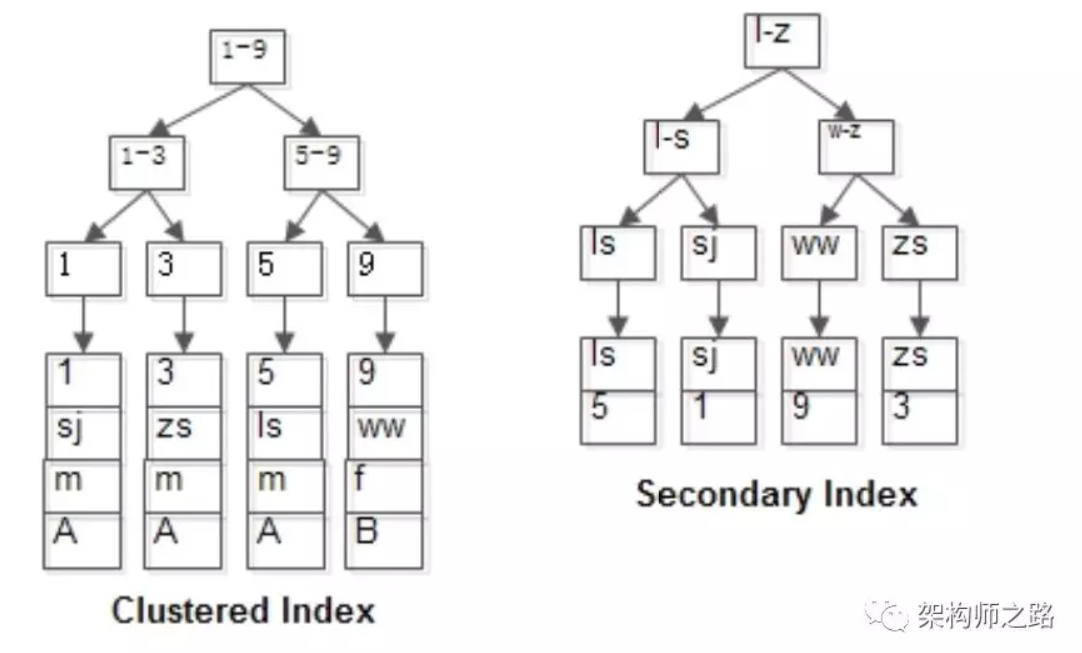 1-9
1-3
5-9
1
3
5
9
1
sj
m
A
3
zs
m
A
5
ls
m
A
9
ww
f
B
Clustered Index
l-z
l-s
w-z
ls
sj
ww
zs
ls
5
sj
1
ww
9
zs
3
Secondary Index
架构师之路